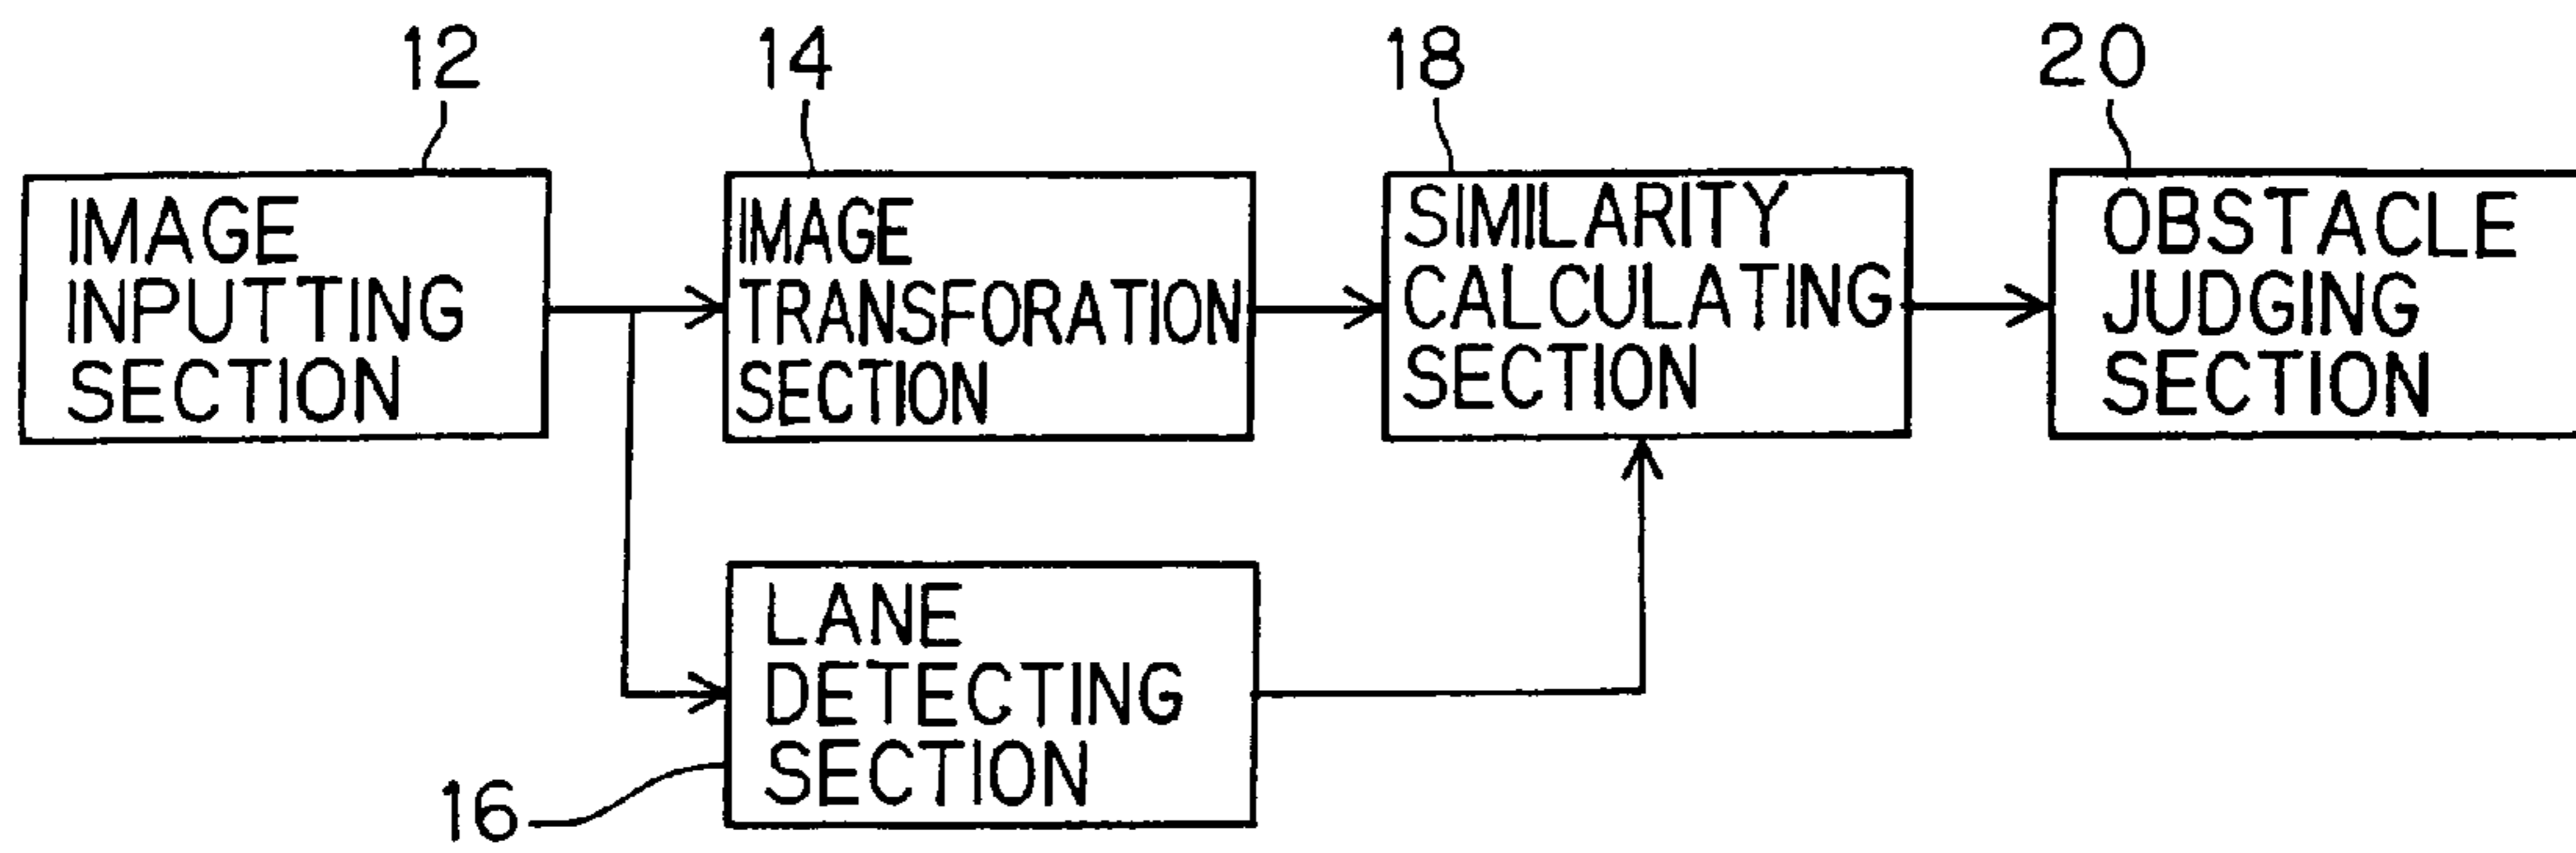 12
14
18
20
IMAGE
INPUTTING
SECTION
IMAGE
TRANSFORATION
SECTION
SIMILARITY
CALCULATING
SECTION
OBSTACLE
JUDGING
SECTION
LANE
DETECTING
SECTION
16